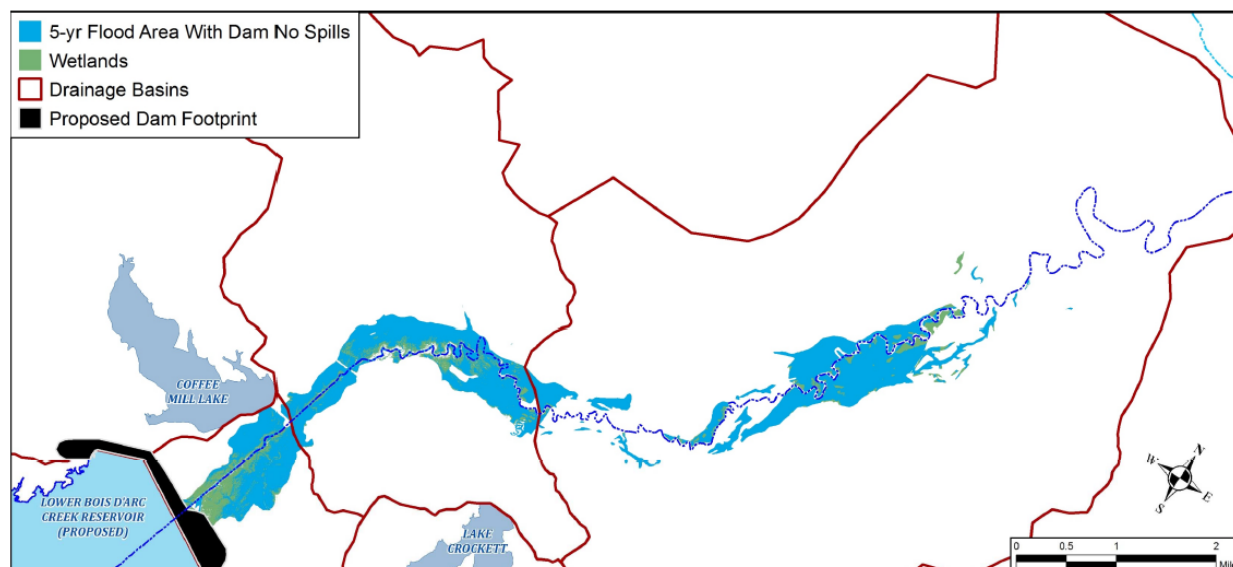 5-yr Flood Area With Dam No Spills
Wetlands
Drainage Basins
Proposed Dam Footprint
COFFEE
MILL LAKE
LOWER BOIS D'ARC
CREEK RESERVOIR
(PROPOSED)
LAKE
CROCKETT
N
W
E
S
0 0.5 1 2